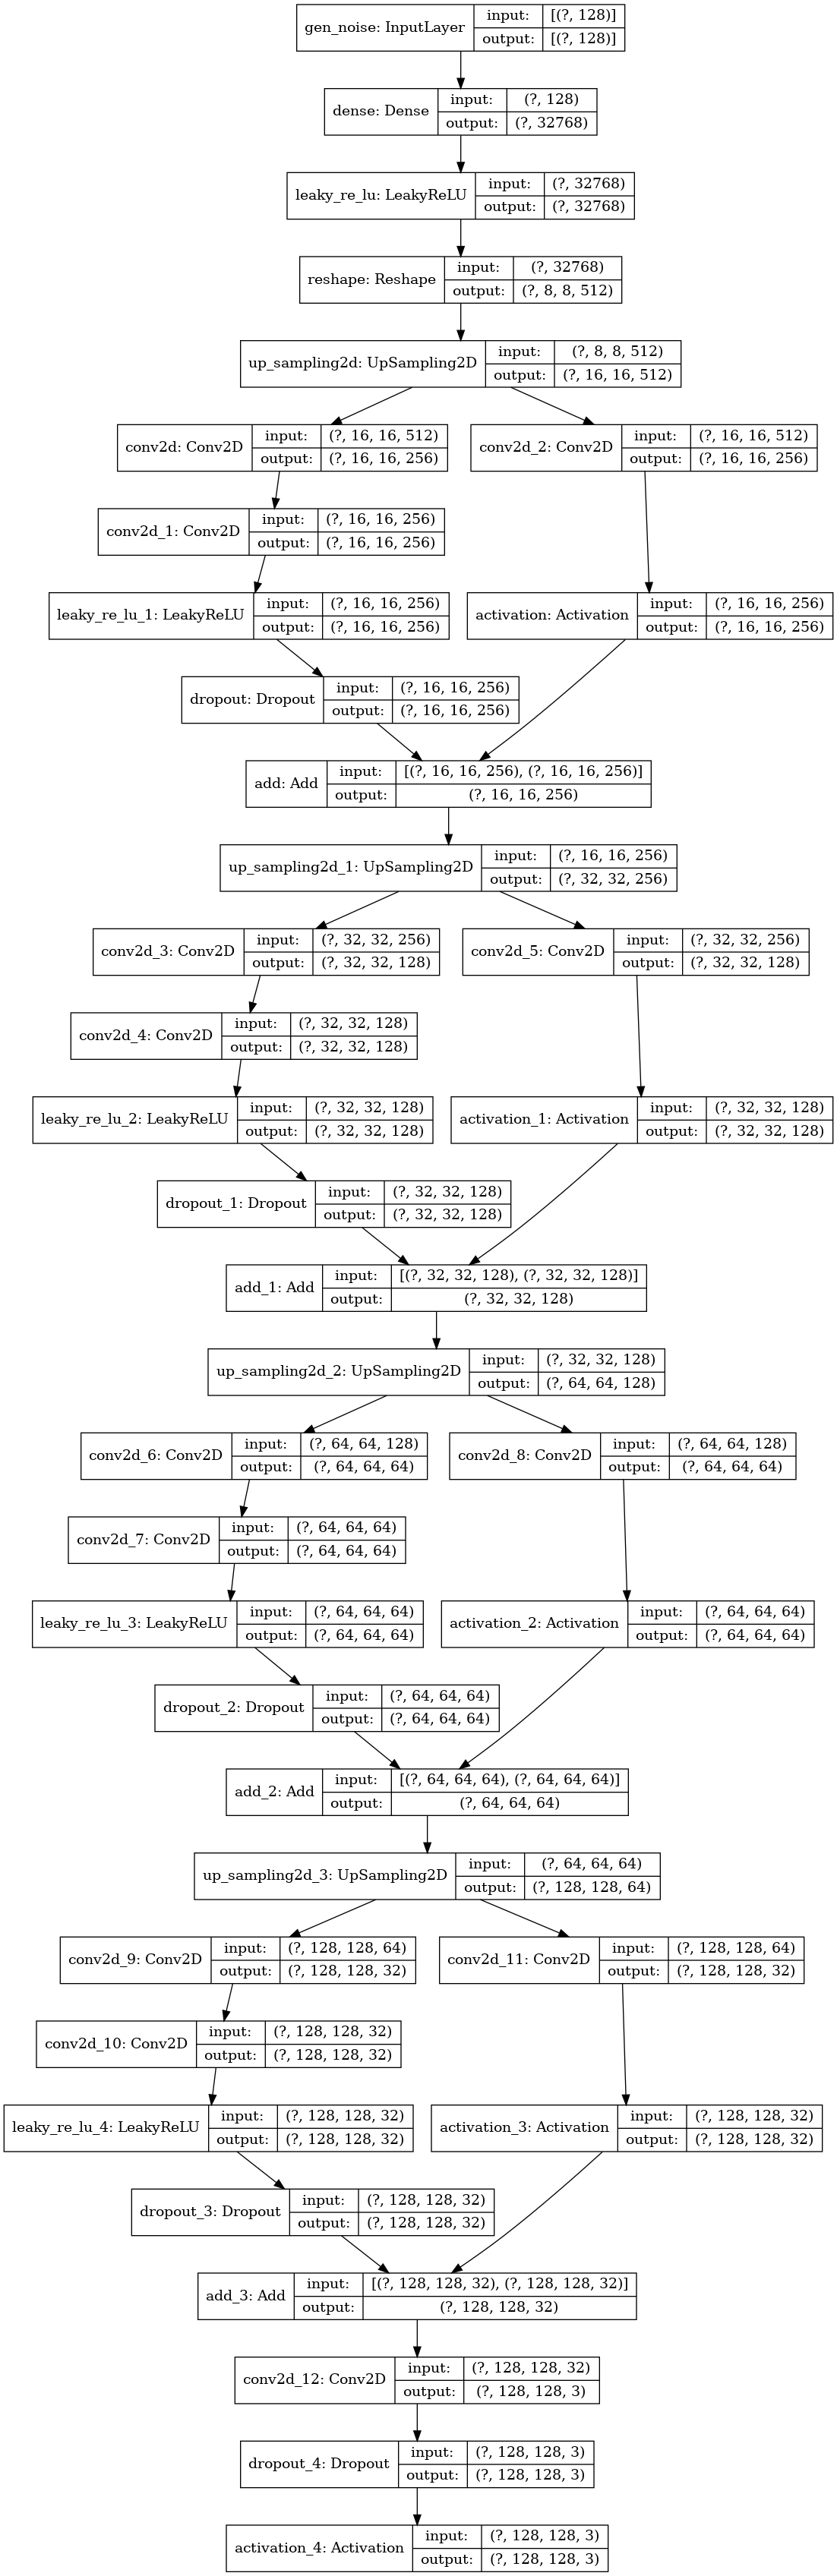 gen_noise: InputLayer input: [(?, 128)]
output: [(?, 128)]
dense: Dense input: (?, 128)
output: (?, 32768)
leaky_re_lu: LeakyReLU input: (?, 32768)
output: (?, 32768)
reshape: Reshape input: (?, 32768)
output: (?, 8, 8, 512)
up_sampling2d: UpSampling2D input: (?, 8, 8, 512)
output: (?, 16, 16, 512)
conv2d: Conv2D input: (?, 16, 16, 512)
output: (?, 16, 16, 256)
conv2d_2: Conv2D input: (?, 16, 16, 512)
output: (?, 16, 16, 256)
conv2d_1: Conv2D input: (?, 16, 16, 256)
output: (?, 16, 16, 256)
leaky_re_lu_1: LeakyReLU input: (?, 16, 16, 256)
output: (?, 16, 16, 256)
activation: Activation input: (?, 16, 16, 256)
output: (?, 16, 16, 256)
dropout: Dropout input: (?, 16, 16, 256)
output: (?, 16, 16, 256)
add: Add input: [(?, 16, 16, 256), (?, 16, 16, 256)]
output: (?, 16, 16, 256)
up_sampling2d_1: UpSampling2D input: (?, 16, 16, 256)
output: (?, 32, 32, 256)
conv2d_3: Conv2D input: (?, 32, 32, 256)
output: (?, 32, 32, 128)
conv2d_5: Conv2D input: (?, 32, 32, 256)
output: (?, 32, 32, 128)
conv2d_4: Conv2D input: (?, 32, 32, 128)
output: (?, 32, 32, 128)
leaky_re_lu_2: LeakyReLU input: (?, 32, 32, 128)
output: (?, 32, 32, 128)
activation_1: Activation input: (?, 32, 32, 128)
output: (?, 32, 32, 128)
dropout_1: Dropout input: (?, 32, 32, 128)
output: (?, 32, 32, 128)
add_1: Add input: [(?, 32, 32, 128), (?, 32, 32, 128)]
output: (?, 32, 32, 128)
up_sampling2d_2: UpSampling2D input: (?, 32, 32, 128)
output: (?, 64, 64, 128)
conv2d_6: Conv2D input: (?, 64, 64, 128)
output: (?, 64, 64, 64)
conv2d_8: Conv2D input: (?, 64, 64, 128)
output: (?, 64, 64, 64)
conv2d_7: Conv2D input: (?, 64, 64, 64)
output: (?, 64, 64, 64)
leaky_re_lu_3: LeakyReLU input: (?, 64, 64, 64)
output: (?, 64, 64, 64)
activation_2: Activation input: (?, 64, 64, 64)
output: (?, 64, 64, 64)
dropout_2: Dropout input: (?, 64, 64, 64)
output: (?, 64, 64, 64)
add_2: Add input: [(?, 64, 64, 64), (?, 64, 64, 64)]
output: (?, 64, 64, 64)
up_sampling2d_3: UpSampling2D input: (?, 64, 64, 64)
output: (?, 128, 128, 64)
conv2d_9: Conv2D input: (?, 128, 128, 64)
output: (?, 128, 128, 32)
conv2d_11: Conv2D input: (?, 128, 128, 64)
output: (?, 128, 128, 32)
conv2d_10: Conv2D input: (?, 128, 128, 32)
output: (?, 128, 128, 32)
leaky_re_lu_4: LeakyReLU input: (?, 128, 128, 32)
output: (?, 128, 128, 32)
activation_3: Activation input: (?, 128, 128, 32)
output: (?, 128, 128, 32)
dropout_3: Dropout input: (?, 128, 128, 32)
output: (?, 128, 128, 32)
add_3: Add input: [(?, 128, 128, 32), (?, 128, 128, 32)]
output: (?, 128, 128, 32)
conv2d_12: Conv2D input: (?, 128, 128, 32)
output: (?, 128, 128, 3)
dropout_4: Dropout input: (?, 128, 128, 3)
output: (?, 128, 128, 3)
activation_4: Activation input: (?, 128, 128, 3)
output: (?, 128, 128, 3)